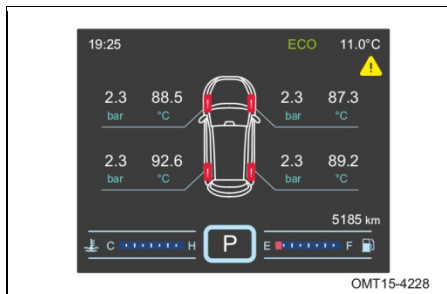 19:25 ECO 11.0°C
2.3 88.5 2.3 87.3
bar °C bar °C
2.3 92.6 2.3 89.2
bar °C bar °C
5185 km
C H P E F
OMT15-4228